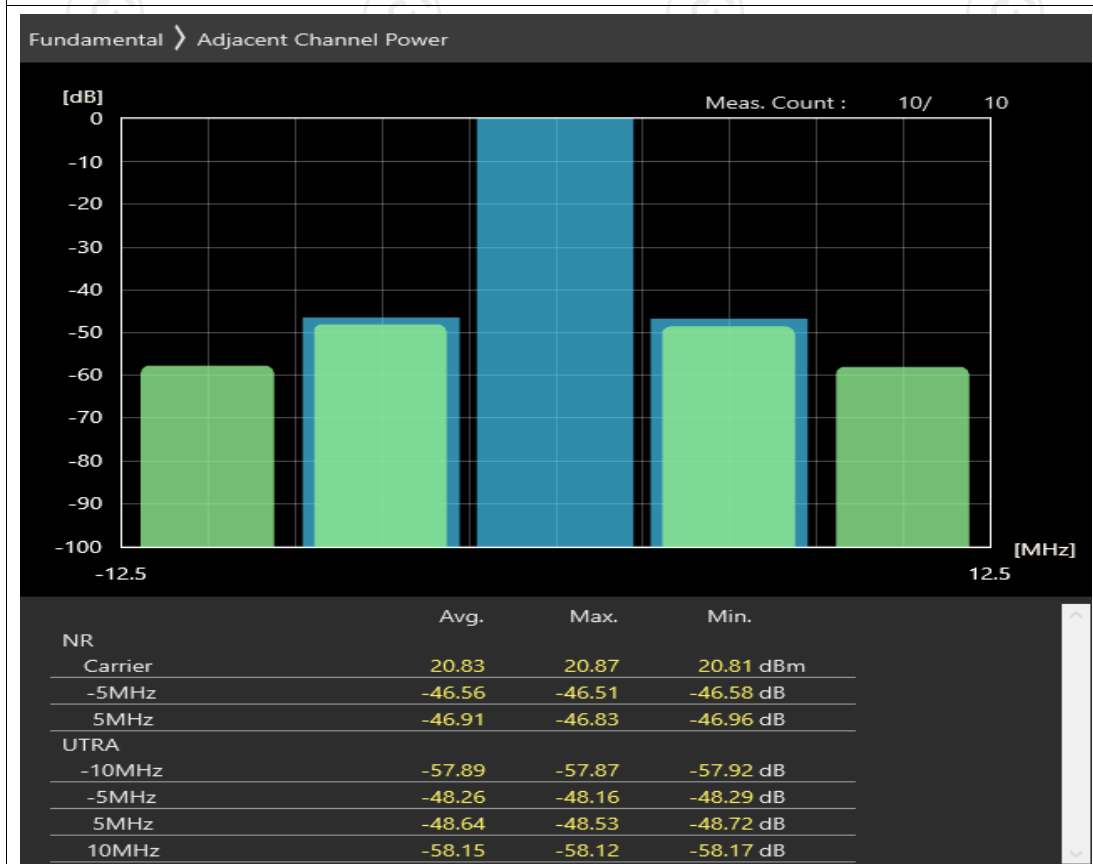 Fundamental 〉 Adjacent Channel Power
[dB]
Meas. Count : 10/ 10
0
-10
-20
-30
-40
-50
-60
-70
-80
-90
-100
[MHz]
-12.5 12.5
Avg. Max. Min.
NR
Carrier 20.83 20.87 20.81 dBm
-5MHz -46.56 -46.51 -46.58 dB
5MHz -46.91 -46.83 -46.96 dB
UTRA
-10MHz -57.89 -57.87 -57.92 dB
-5MHz -48.26 -48.16 -48.29 dB
5MHz -48.64 -48.53 -48.72 dB
10MHz -58.15 -58.12 -58.17 dB